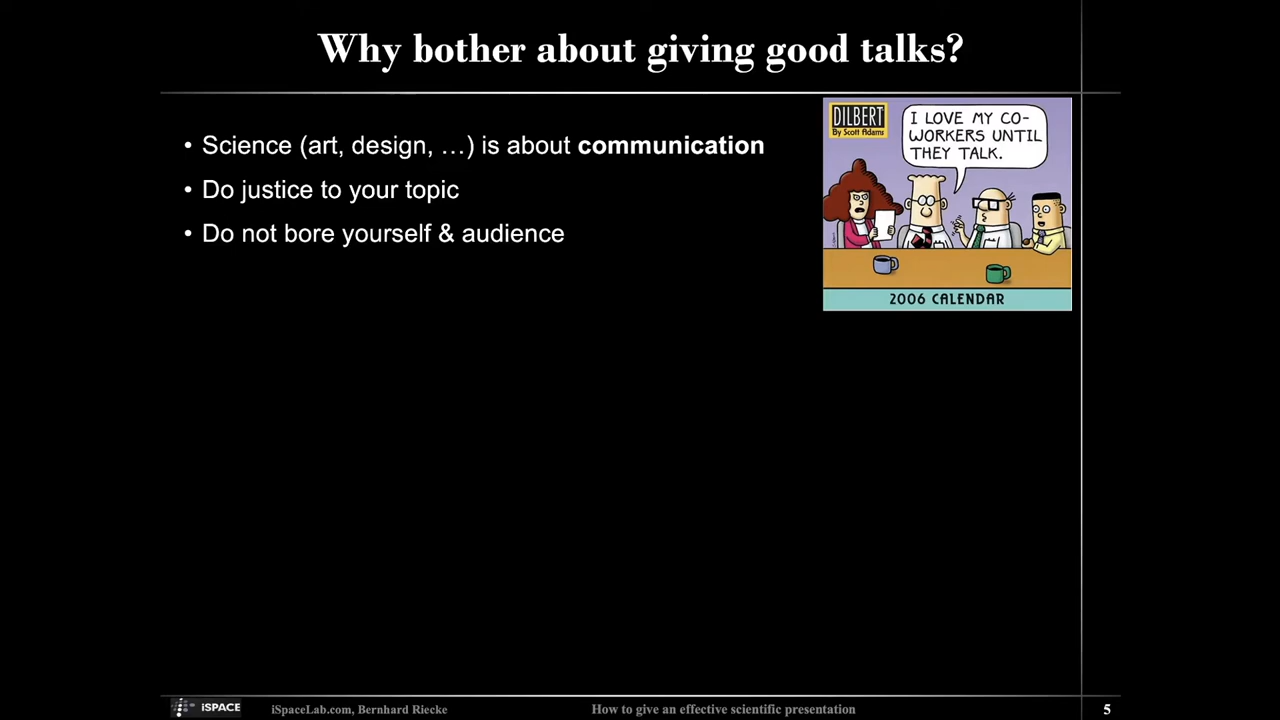 Why bother about giving good talks?
• Science (art, design, …) is about communication
• Do justice to your topic
• Do not bore yourself & audience
DILBERT
By Scott Adams
I LOVE MY CO-
WORKERS UNTIL
THEY TALK.
2006 CALENDAR
iSPACE
iSpaceLab.com, Bernhard Riecke
How to give an effective scientific presentation
5